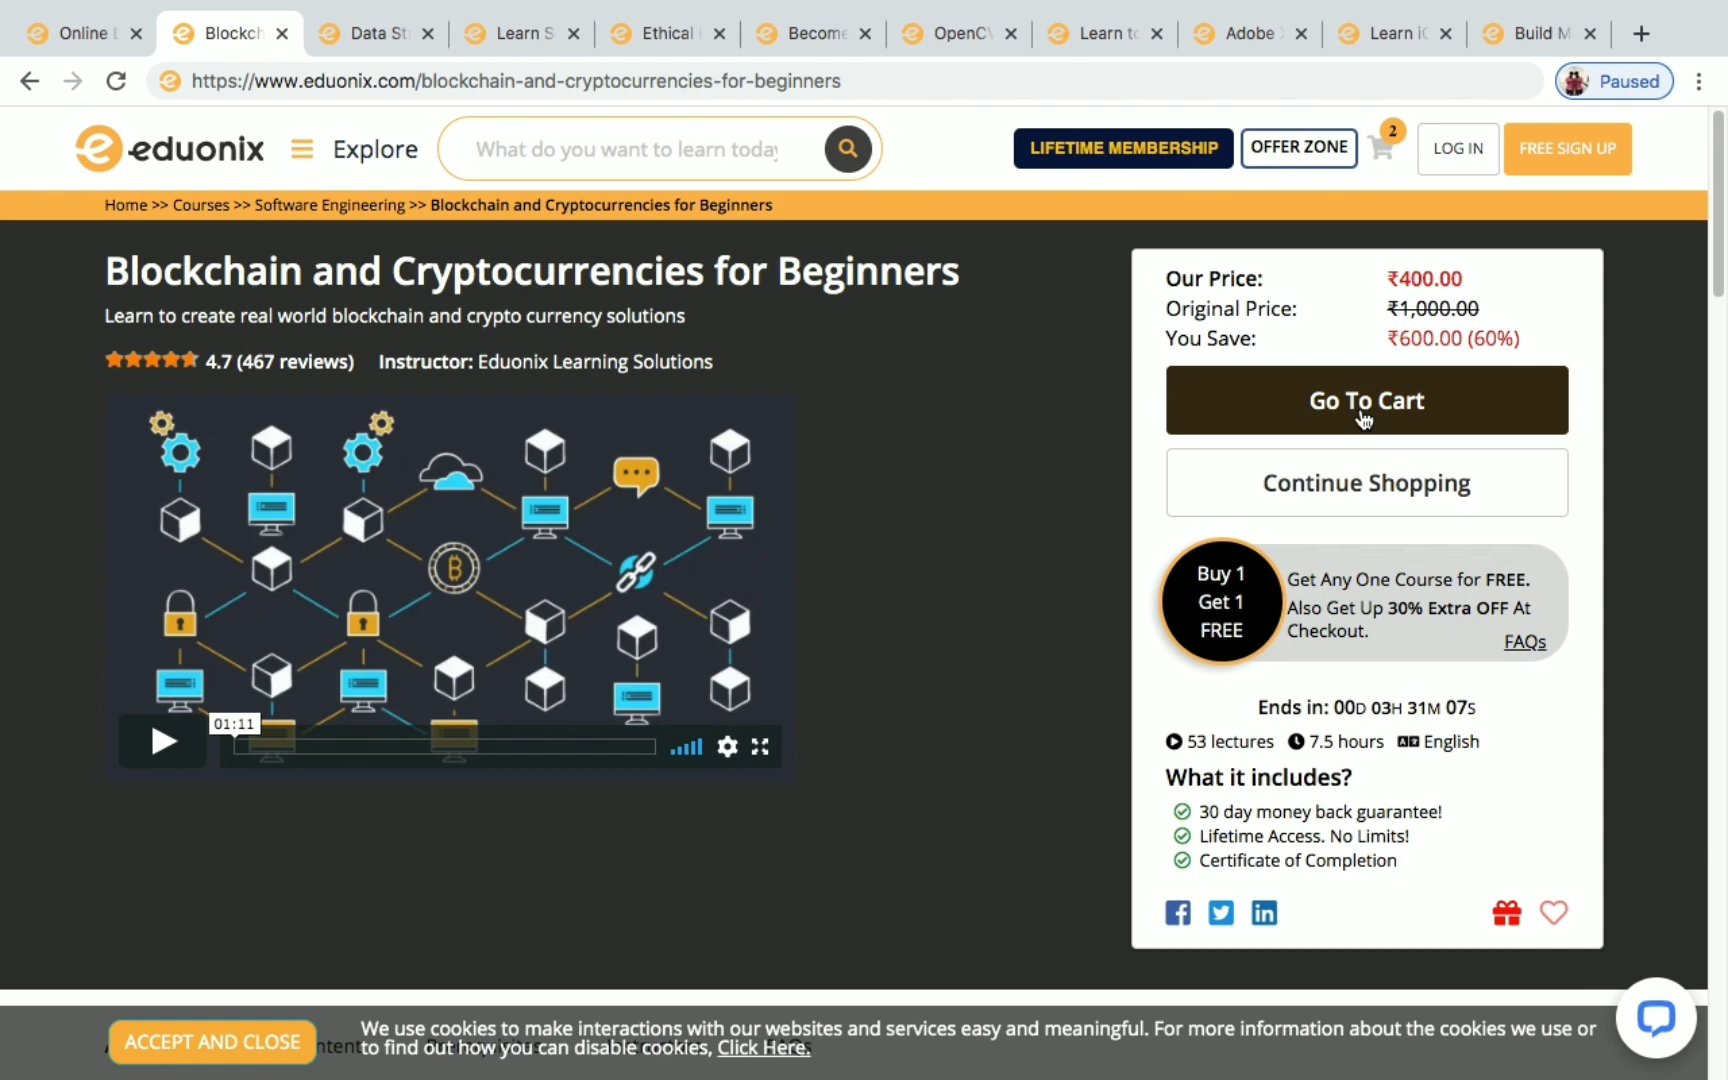 Online L
Blockch
Data St
Learn S
Ethical H
Become
OpenCV
Learn to
Adobe
Learn iO
Build M
https://www.eduonix.com/blockchain-and-cryptocurrencies-for-beginners
Paused
eduonix
Explore
What do you want to learn today
LIFETIME MEMBERSHIP
OFFER ZONE
2
LOG IN
FREE SIGN UP
Home >> Courses >> Software Engineering >> Blockchain and Cryptocurrencies for Beginners
Blockchain and Cryptocurrencies for Beginners
Learn to create real world blockchain and crypto currency solutions
4.7 (467 reviews) Instructor: Eduonix Learning Solutions
01:11
Our Price: ₹400.00
Original Price: ₹1,000.00
You Save: ₹600.00 (60%)
Go To Cart
Continue Shopping
Buy 1
Get 1
FREE
Get Any One Course for FREE.
Also Get Up 30% Extra OFF At
Checkout.
FAQs
Ends in: 00D 03H 31M 07S
53 lectures 7.5 hours English
What it includes?
30 day money back guarantee!
Lifetime Access. No Limits!
Certificate of Completion
ACCEPT AND CLOSE
We use cookies to make interactions with our websites and services easy and meaningful. For more information about the cookies we use or
to find out how you can disable cookies, Click Here.